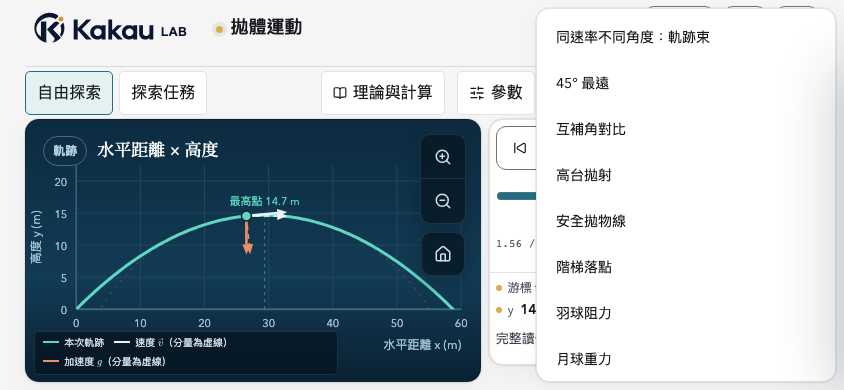 Kakau LAB
拋體運動
自由探索
探索任務
理論與計算
參數
軌跡
水平距離 × 高度
最高點 14.7 m
高度 y (m)
20
15
10
5
0
0 10 20 30 40 50 60
水平距離 x (m)
本次軌跡
速度 v⃗（分量為虛線）
加速度 g（分量為虛線）
1.56 /
游標
y 14
完整讀
同速率不同角度：軌跡束
45° 最遠
互補角對比
高台拋射
安全拋物線
階梯落點
羽球阻力
月球重力